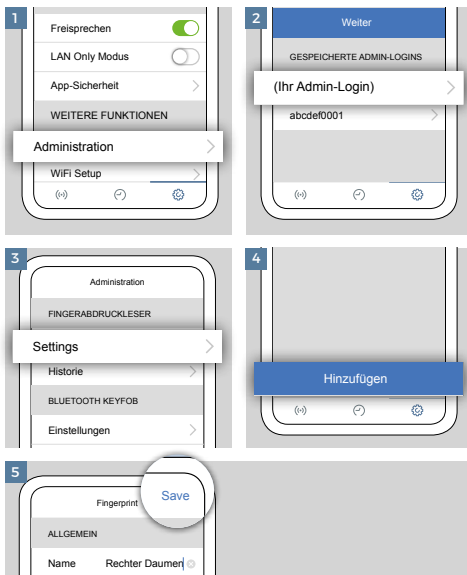 1
Freisprechen
LAN Only Modus
App-Sicherheit
WEITERE FUNKTIONEN
Administration
WiFi Setup
2
Weiter
GESPEICHERTE ADMIN-LOGINS
(Ihr Admin-Login)
abcdef0001
3
Administration
FINGERABDRUCKLESER
Settings
Historie
BLUETOOTH KEYFOB
Einstellungen
4
Hinzufügen
5
Fingerprint
Save
ALLGEMEIN
Name Rechter Daumen